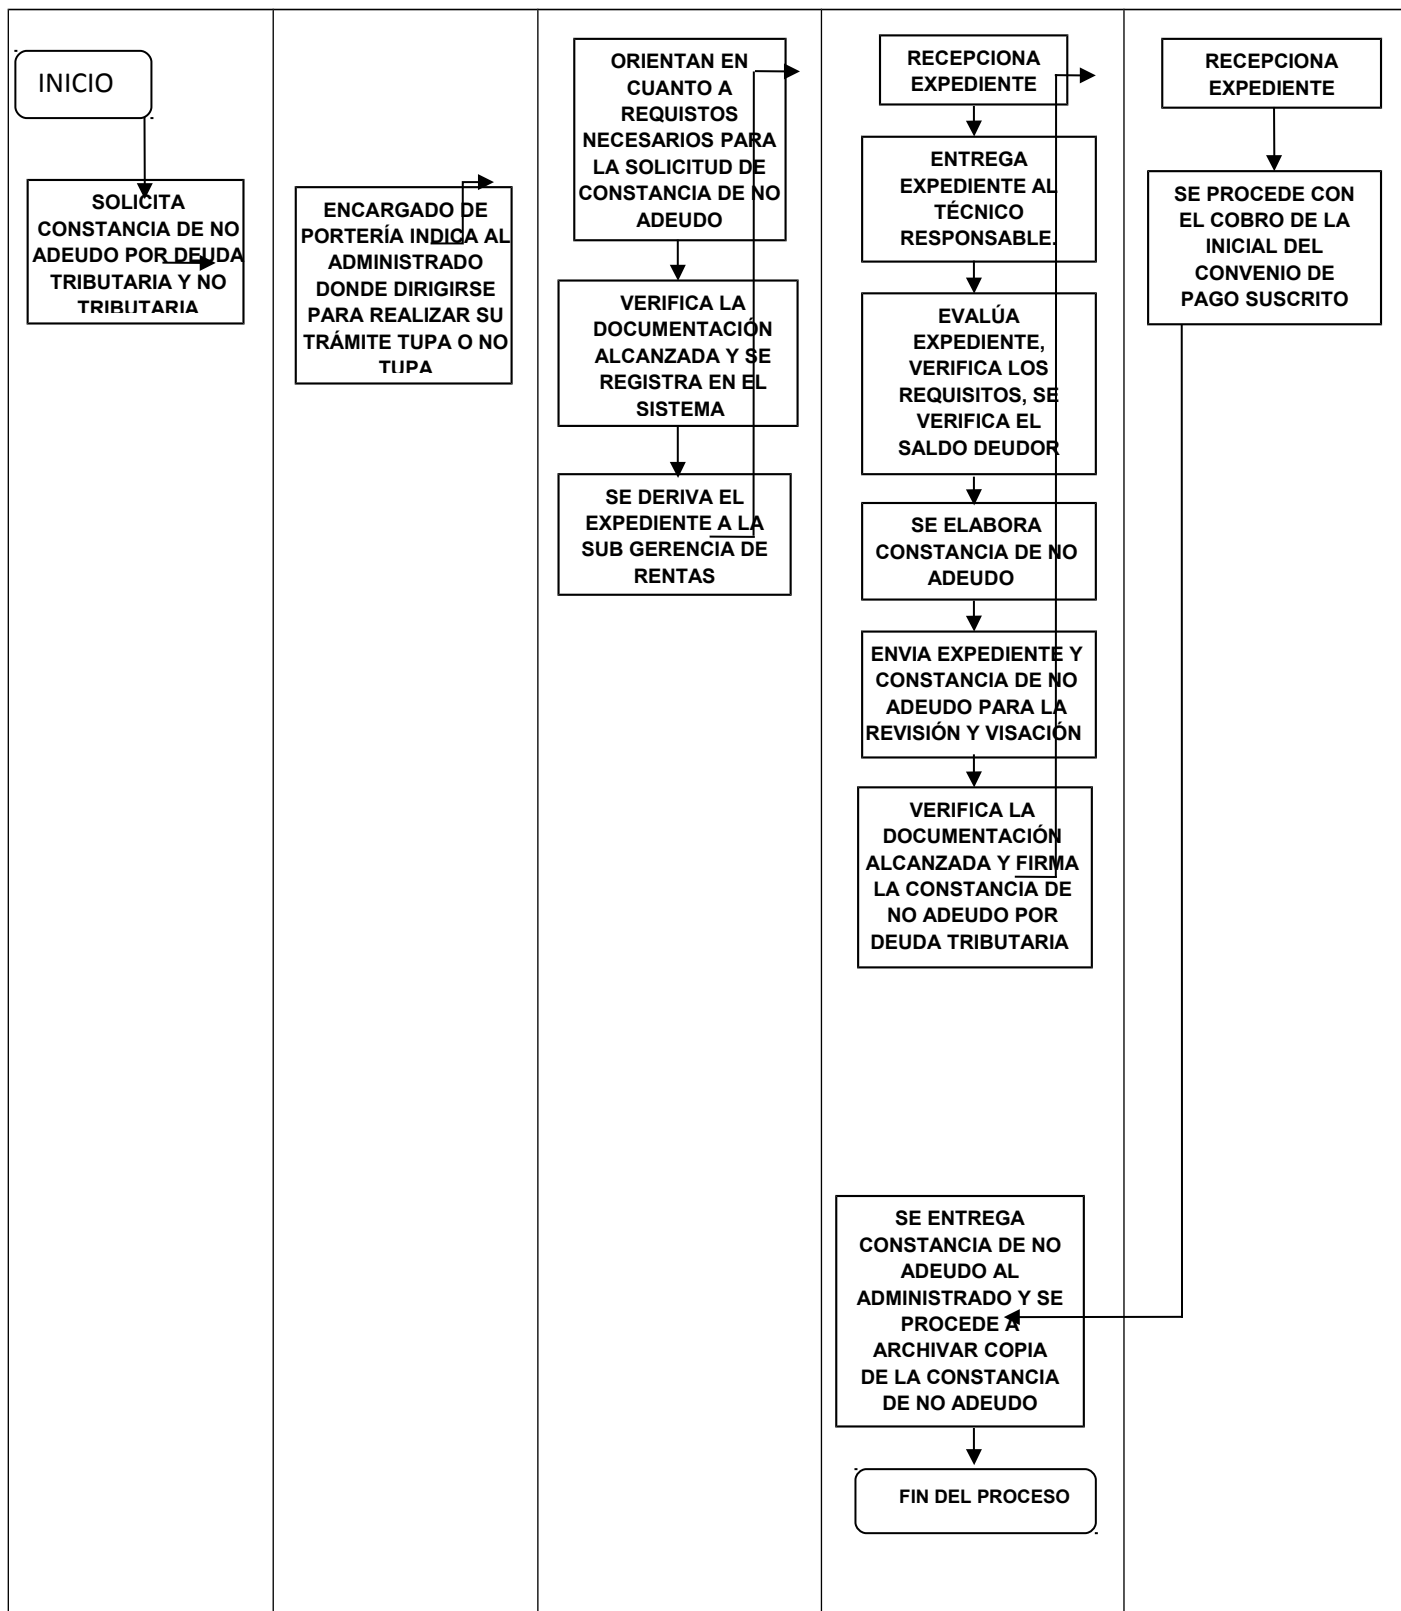 INICIO
SOLICITA
CONSTANCIA DE NO
ADEUDO POR DEUDA
TRIBUTARIA Y NO
TRIBUTARIA
ENCARGADO DE
PORTERÍA INDICA AL
ADMINISTRADO
DONDE DIRIGIRSE
PARA REALIZAR SU
TRÁMITE TUPA O NO
TUPA
ORIENTAN EN
CUANTO A
REQUISTOS
NECESARIOS PARA
LA SOLICITUD DE
CONSTANCIA DE NO
ADEUDO
VERIFICA LA
DOCUMENTACIÓN
ALCANZADA Y SE
REGISTRA EN EL
SISTEMA
SE DERIVA EL
EXPEDIENTE A LA
SUB GERENCIA DE
RENTAS
RECEPCIONA
EXPEDIENTE
ENTREGA
EXPEDIENTE AL
TÉCNICO
RESPONSABLE.
EVALÚA
EXPEDIENTE,
VERIFICA LOS
REQUISITOS, SE
VERIFICA EL
SALDO DEUDOR
SE ELABORA
CONSTANCIA DE NO
ADEUDO
ENVIA EXPEDIENTE Y
CONSTANCIA DE NO
ADEUDO PARA LA
REVISIÓN Y VISACIÓN
VERIFICA LA
DOCUMENTACIÓN
ALCANZADA Y FIRMA
LA CONSTANCIA DE
NO ADEUDO POR
DEUDA TRIBUTARIA
RECEPCIONA
EXPEDIENTE
SE PROCEDE CON
EL COBRO DE LA
INICIAL DEL
CONVENIO DE
PAGO SUSCRITO
SE ENTREGA
CONSTANCIA DE NO
ADEUDO AL
ADMINISTRADO Y SE
PROCEDE A
ARCHIVAR COPIA
DE LA CONSTANCIA
DE NO ADEUDO
FIN DEL PROCESO